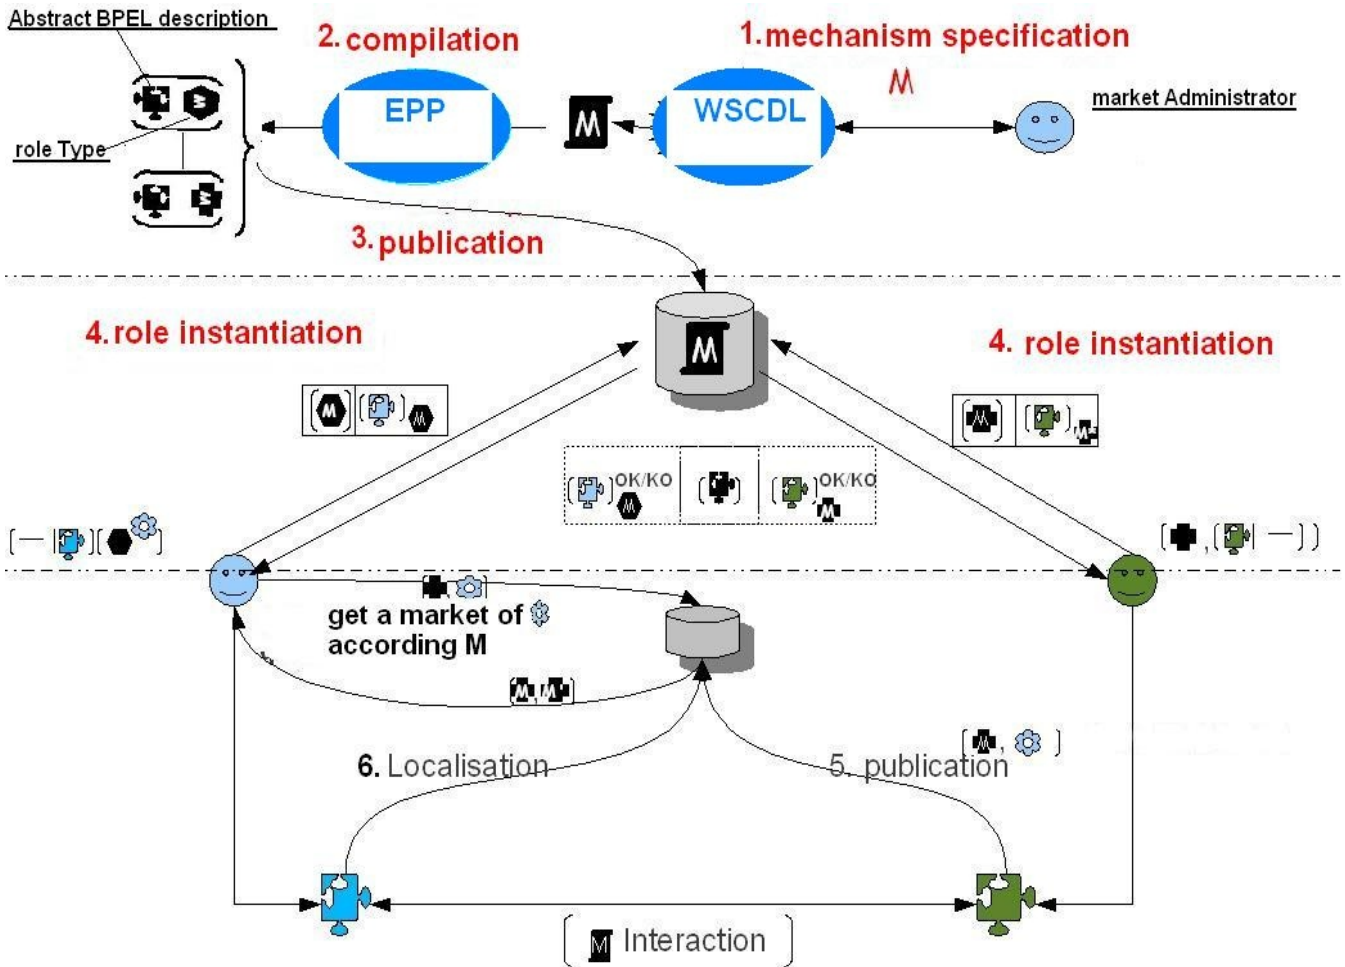 Abstract BPEL description
2. compilation
1. mechanism specification
M
EPP
WSCDL
M
market Administrator
M
role Type
M
3. publication
M
4. role instantiation
4. role instantiation
M
M
M
M
OK/KO
OK/KO
M
M
get a market of
according M
M, M
M
6. Localisation
5. publication
M Interaction